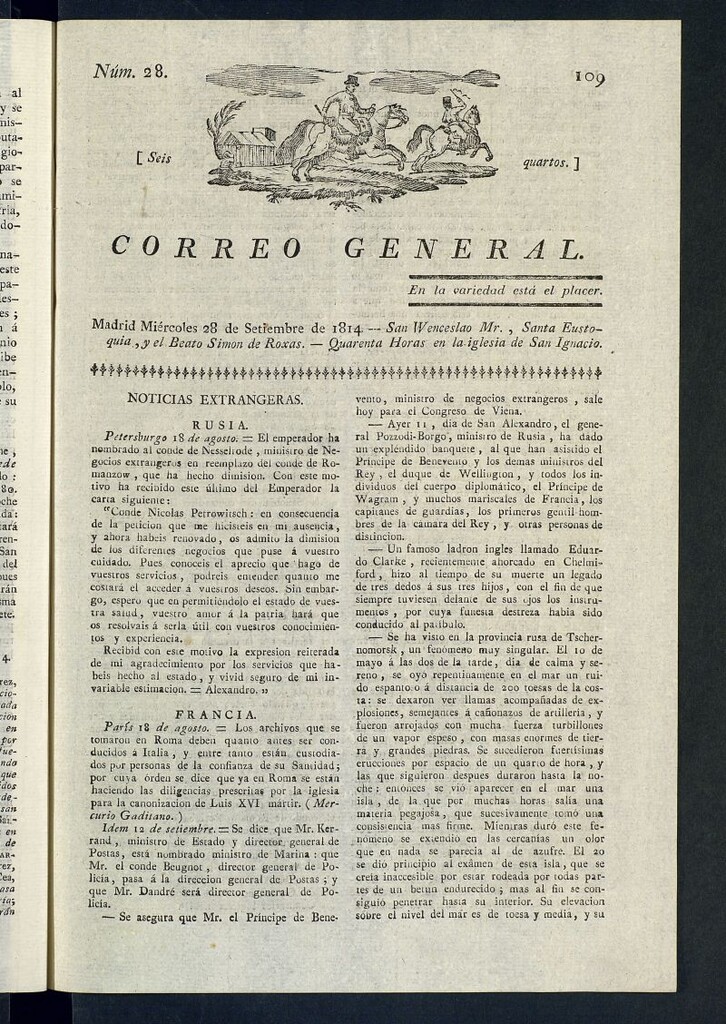 Núm. 28.
109
[ Seis
quartos. ]
CORREO GENERAL.
En la variedad está el placer.
Madrid Miércoles 28 de Setiembre de 1814 — San Wenceslao Mr. , Santa Eusto-
quia , y el Beato Simon de Roxas. — Quarenta Horas en la iglesia de San Ignacio.
NOTICIAS EXTRANGERAS.
RUSIA.
Petersburgo 18 de agosto. = El emperador ha
nombrado al conde de Nesselrode , ministro de Ne-
gocios extrangeros en reemplazo del conde de Ro-
manzow , que ha hecho dimision. Con este mo-
tivo ha recibido este último del Emperador la
carta siguiente:
"Conde Nicolas Petrowitsch: en consecuencia
de la peticion que me hicisteis en mi ausencia,
y ahora habeis renovado, os admito la dimision
de los diferentes negocios que puse á vuestro
cuidado. Pues conoceis el aprecio que hago de
vuestros servicios , podreis entender quanto me
costará el acceder á vuestros deseos. Sin embar-
go, espero que en permitiéndolo el estado de vues-
tra salud , vuestro amor á la patria hará que
os resolvais á serla útil con vuestros conocimien-
tos y experiencia.
Recibid con este motivo la expresion reiterada
de mi agradecimiento por los servicios que ha-
beis hecho al estado , y vivid seguro de mi in-
variable estimacion. = Alexandro. „
FRANCIA.
París 18 de agosto. = Los archivos que se
tomaron en Roma deben quanto antes ser con-
ducidos á Italia , y entre tanto están custodia-
dos por personas de la confianza de su Santidad;
por cuya órden se dice que ya en Roma se están
haciendo las diligencias prescritas por la iglesia
para la canonizacion de Luis XVI mártir. ( Mer-
curio Gaditano. )
Idem 12 de setiembre. = Se dice que Mr. Ker-
rand , ministro de Estado y director general de
Postas, está nombrado ministro de Marina : que
Mr. el conde Beugnot , director general de Po-
licía, pasa á la direccion general de Postas ; y
que Mr. Dandré será director general de Po-
licía.
— Se asegura que Mr. el Príncipe de Bene-
vento, ministro de negocios extrangeros , sale
hoy para el Congreso de Viena.
— Ayer 11 , dia de San Alexandro, el gene-
ral Pozzodi-Borgo, ministro de Rusia , ha dado
un expléndido banquete , al que han asistido el
Príncipe de Benevento y los demas ministros del
Rey , el duque de Wellington , y todos los in-
dividuos del cuerpo diplomático, el Príncipe de
Wagram , y muchos mariscales de Francia, los
capitanes de guardias, los primeros gentil hom-
bres de la cámara del Rey , y otras personas de
distincion.
— Un famoso ladron ingles llamado Eduar-
do Clarke , recientemente ahorcado en Chelmi-
ford , hizo al tiempo de su muerte un legado
de tres dedos á sus tres hijos, con el fin de que
siempre tuviesen delante de sus ojos los instru-
mentos , por cuya funesta destreza habia sido
conducido al patíbulo.
— Se ha visto en la provincia rusa de Tscher-
nomorsk , un fenómeno muy singular. El 10 de
mayo á las dos de la tarde, dia de calma y se-
reno , se oyó repentinamente en el mar un rui-
do espantoso á distancia de 200 toesas de la cos-
ta: se dexaron ver llamas acompañadas de ex-
plosiones, semejantes á cañonazos de artillería , y
fueron arrojados con mucha fuerza turbillones
de un vapor espeso , con masas enormes de tier-
ra y grandes piedras. Se sucedieron fuertísimas
erucciones por espacio de un quarto de hora , y
las que siguieron despues duraron hasta la no-
che: entonces se vió aparecer en el mar una
isla , de la que por muchas horas salia una
materia pegajosa , que sucesivamente tomó una
consistencia mas firme. Mientras duró este fe-
nómeno se extendió en las cercanías un olor
que en nada se parecia al de azufre. El 20
se dió principio al exâmen de esta isla , que se
creia inaccesible por estar rodeada por todas par-
tes de un betun endurecido ; mas al fin se con-
siguió penetrar hasta su interior. Su elevacion
sobre el nivel del mar es de toesa y media, y su